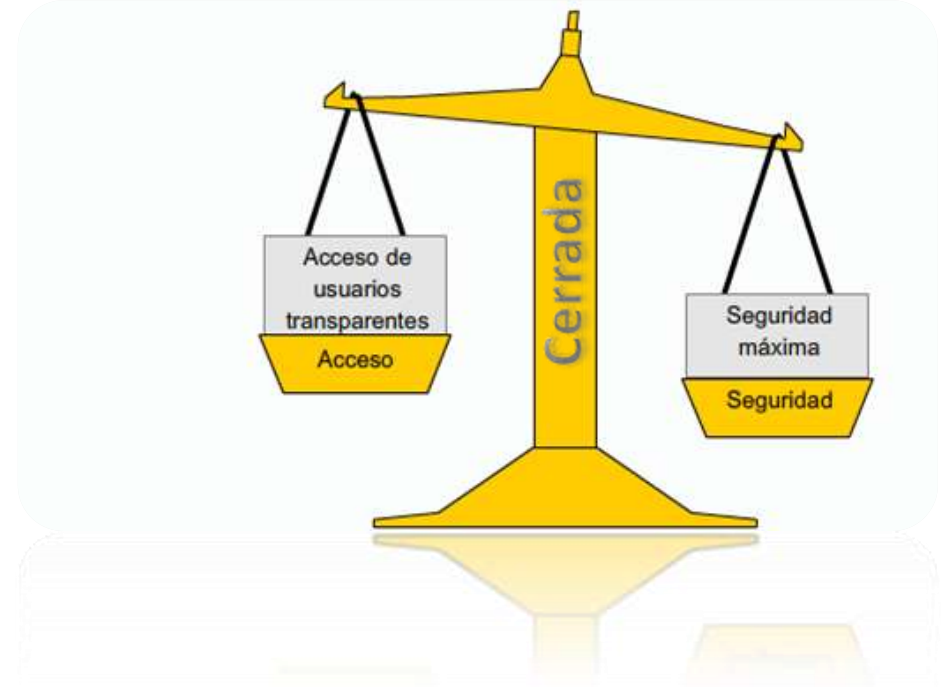 Cerrada
Acceso de
usuarios
transparentes
Acceso
Seguridad
máxima
Seguridad